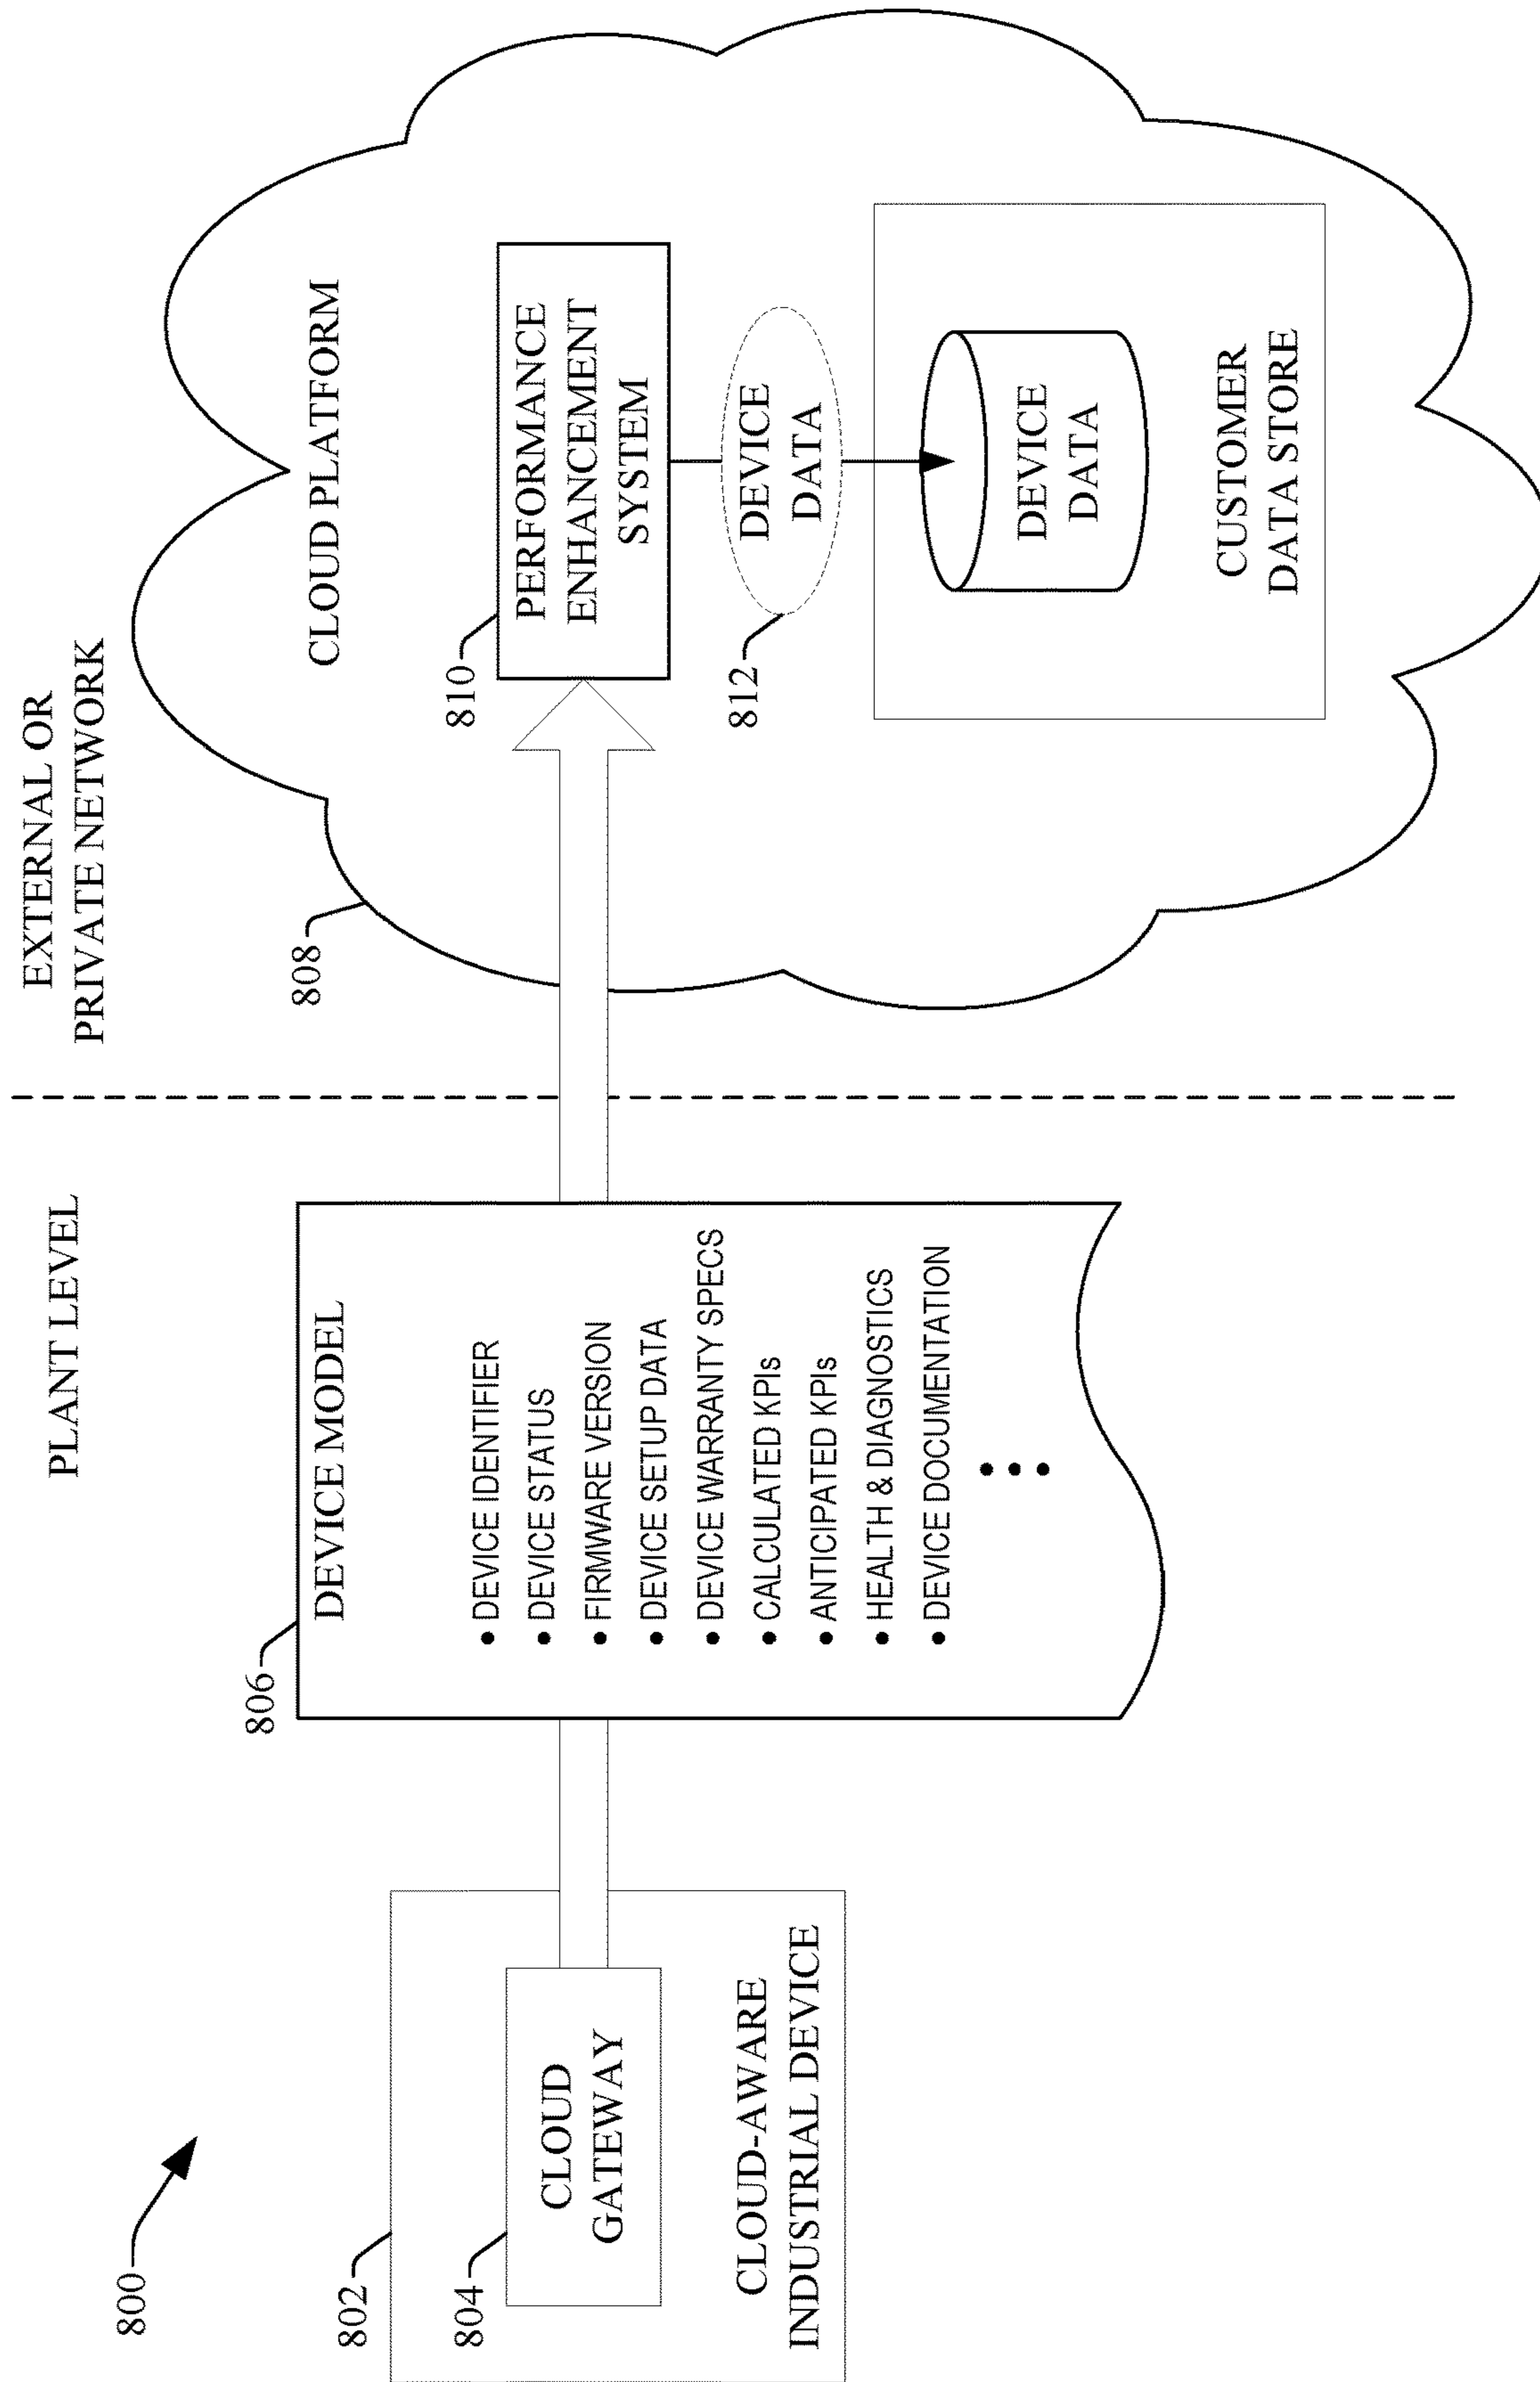 800
PLANT LEVEL
EXTERNAL OR
PRIVATE NETWORK
802
804
CLOUD
GATEWAY
CLOUD-AWARE
INDUSTRIAL DEVICE
806
DEVICE MODEL
• DEVICE IDENTIFIER
• DEVICE STATUS
• FIRMWARE VERSION
• DEVICE SETUP DATA
• DEVICE WARRANTY SPECS
• CALCULATED KPIs
• ANTICIPATED KPIs
• HEALTH & DIAGNOSTICS
• DEVICE DOCUMENTATION
808
CLOUD PLATFORM
810
PERFORMANCE
ENHANCEMENT
SYSTEM
812
DEVICE
DATA
DEVICE
DATA
CUSTOMER
DATA STORE